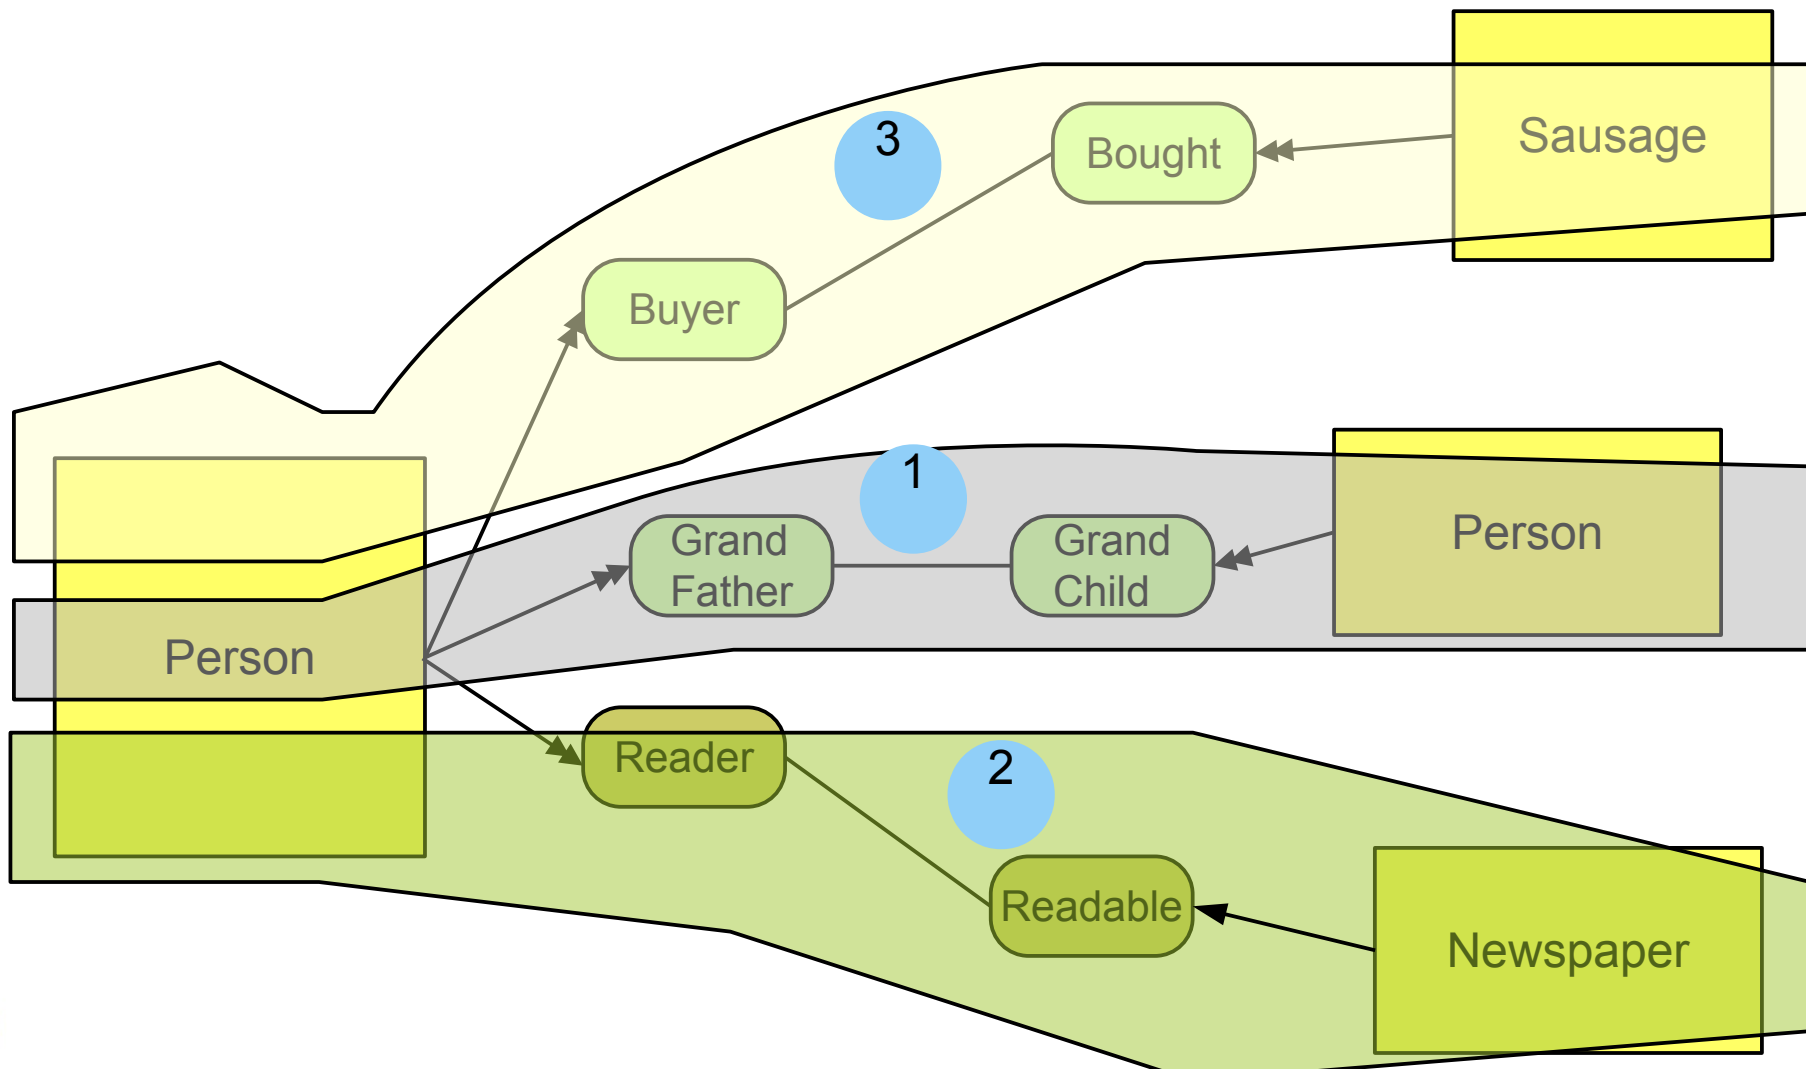 3
Bought
Sausage
Buyer
1
Grand
Father
Grand
Child
Person
Person
Reader
2
Readable
Newspaper